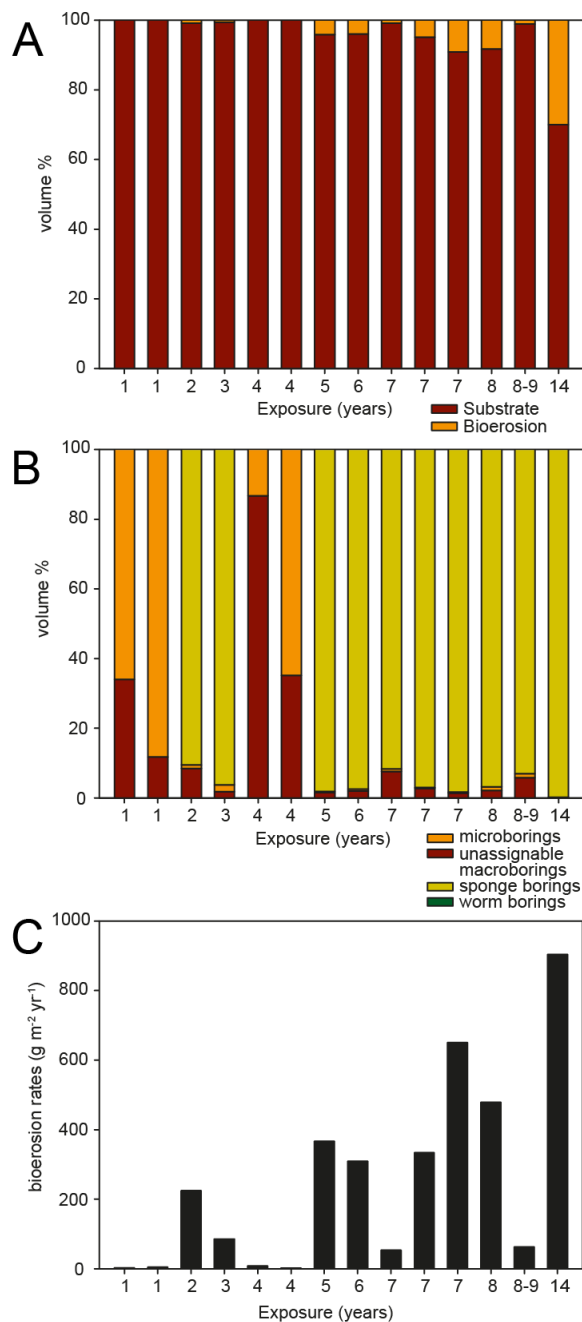 A
100
80
60
40
20
0
volume %
1 1 2 3 4 4 5 6 7 7 7 8 8-9 14
Exposure (years)
Substrate
Bioerosion
B
100
80
60
40
20
0
volume %
1 1 2 3 4 4 5 6 7 7 7 8 8-9 14
Exposure (years)
microborings
unassignable
macroborings
sponge borings
worm borings
C
1000
800
600
400
200
0
bioerosion rates (g m⁻² yr⁻¹)
1 1 2 3 4 4 5 6 7 7 7 8 8-9 14
Exposure (years)